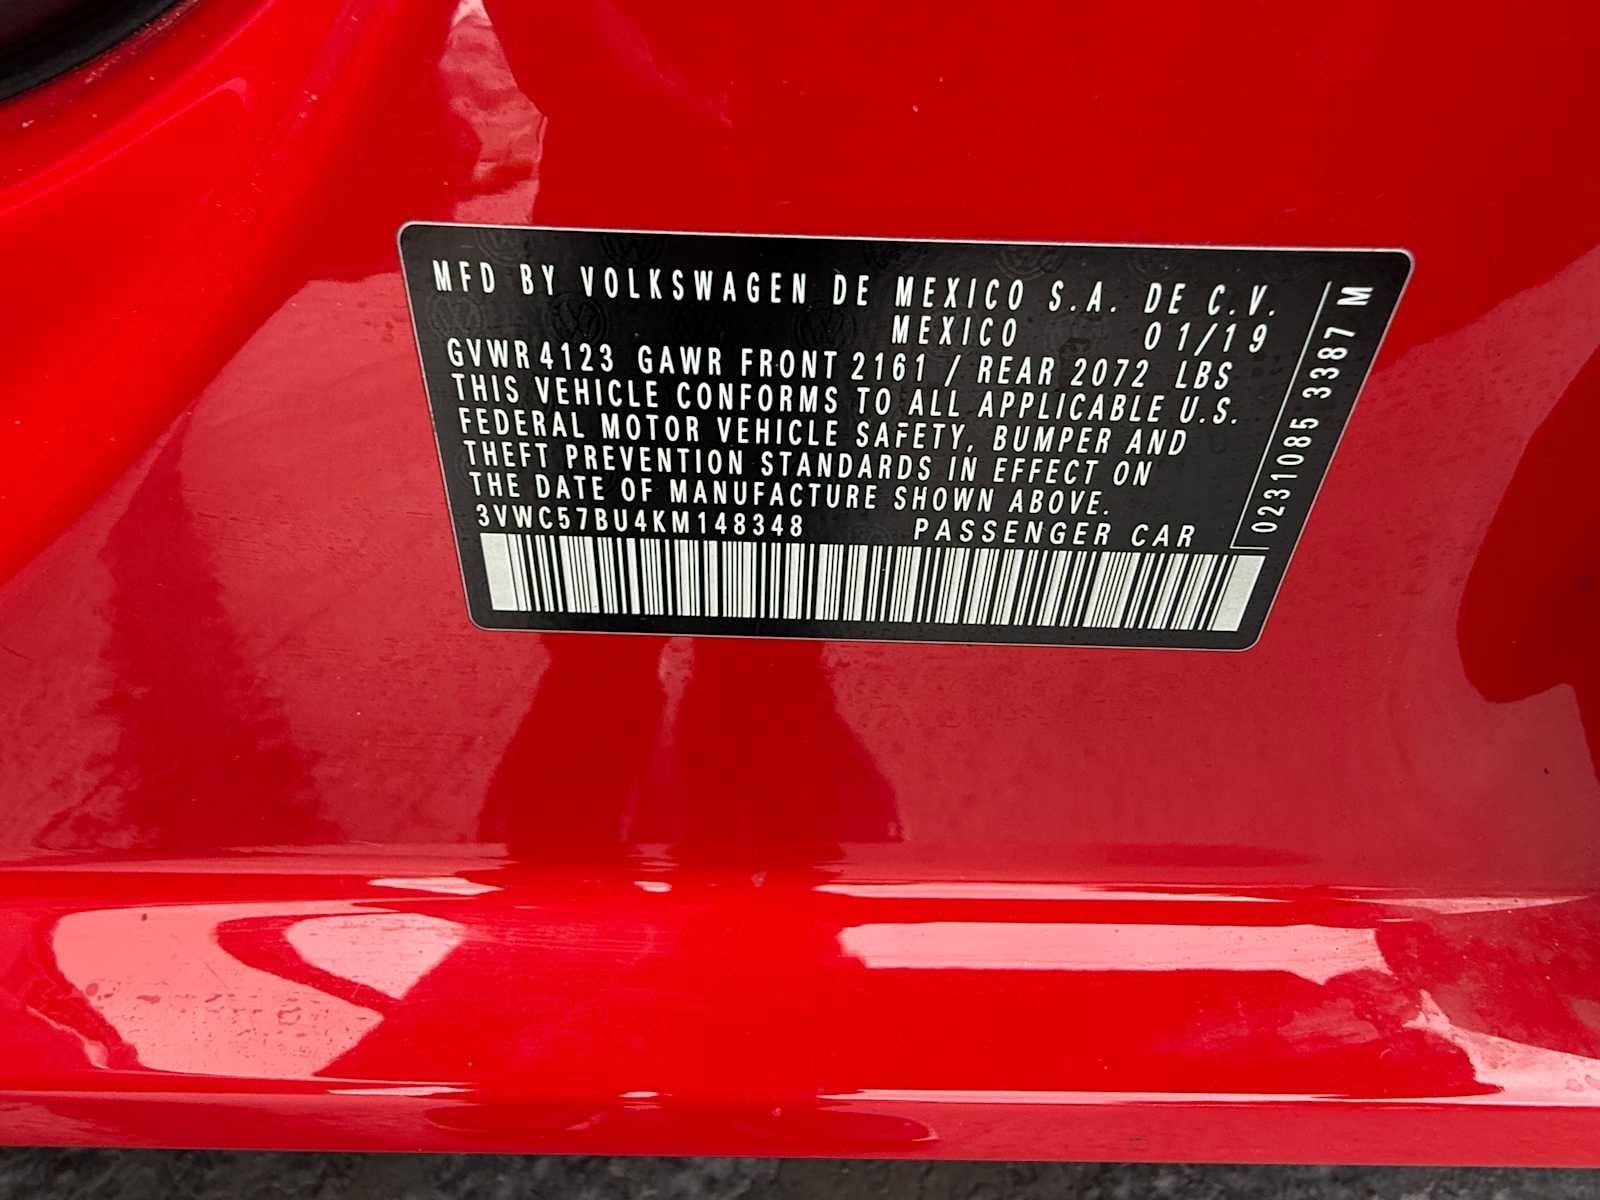 MFD BY VOLKSWAGEN DE MEXICO S.A. DE C.V.
MEXICO 01/19
GVWR 4123 GAWR FRONT 2161 / REAR 2072 LBS
THIS VEHICLE CONFORMS TO ALL APPLICABLE U.S.
FEDERAL MOTOR VEHICLE SAFETY, BUMPER AND
THEFT PREVENTION STANDARDS IN EFFECT ON
THE DATE OF MANUFACTURE SHOWN ABOVE.
3VWC57BU4KM148348 PASSENGER CAR
0231085 3387 M